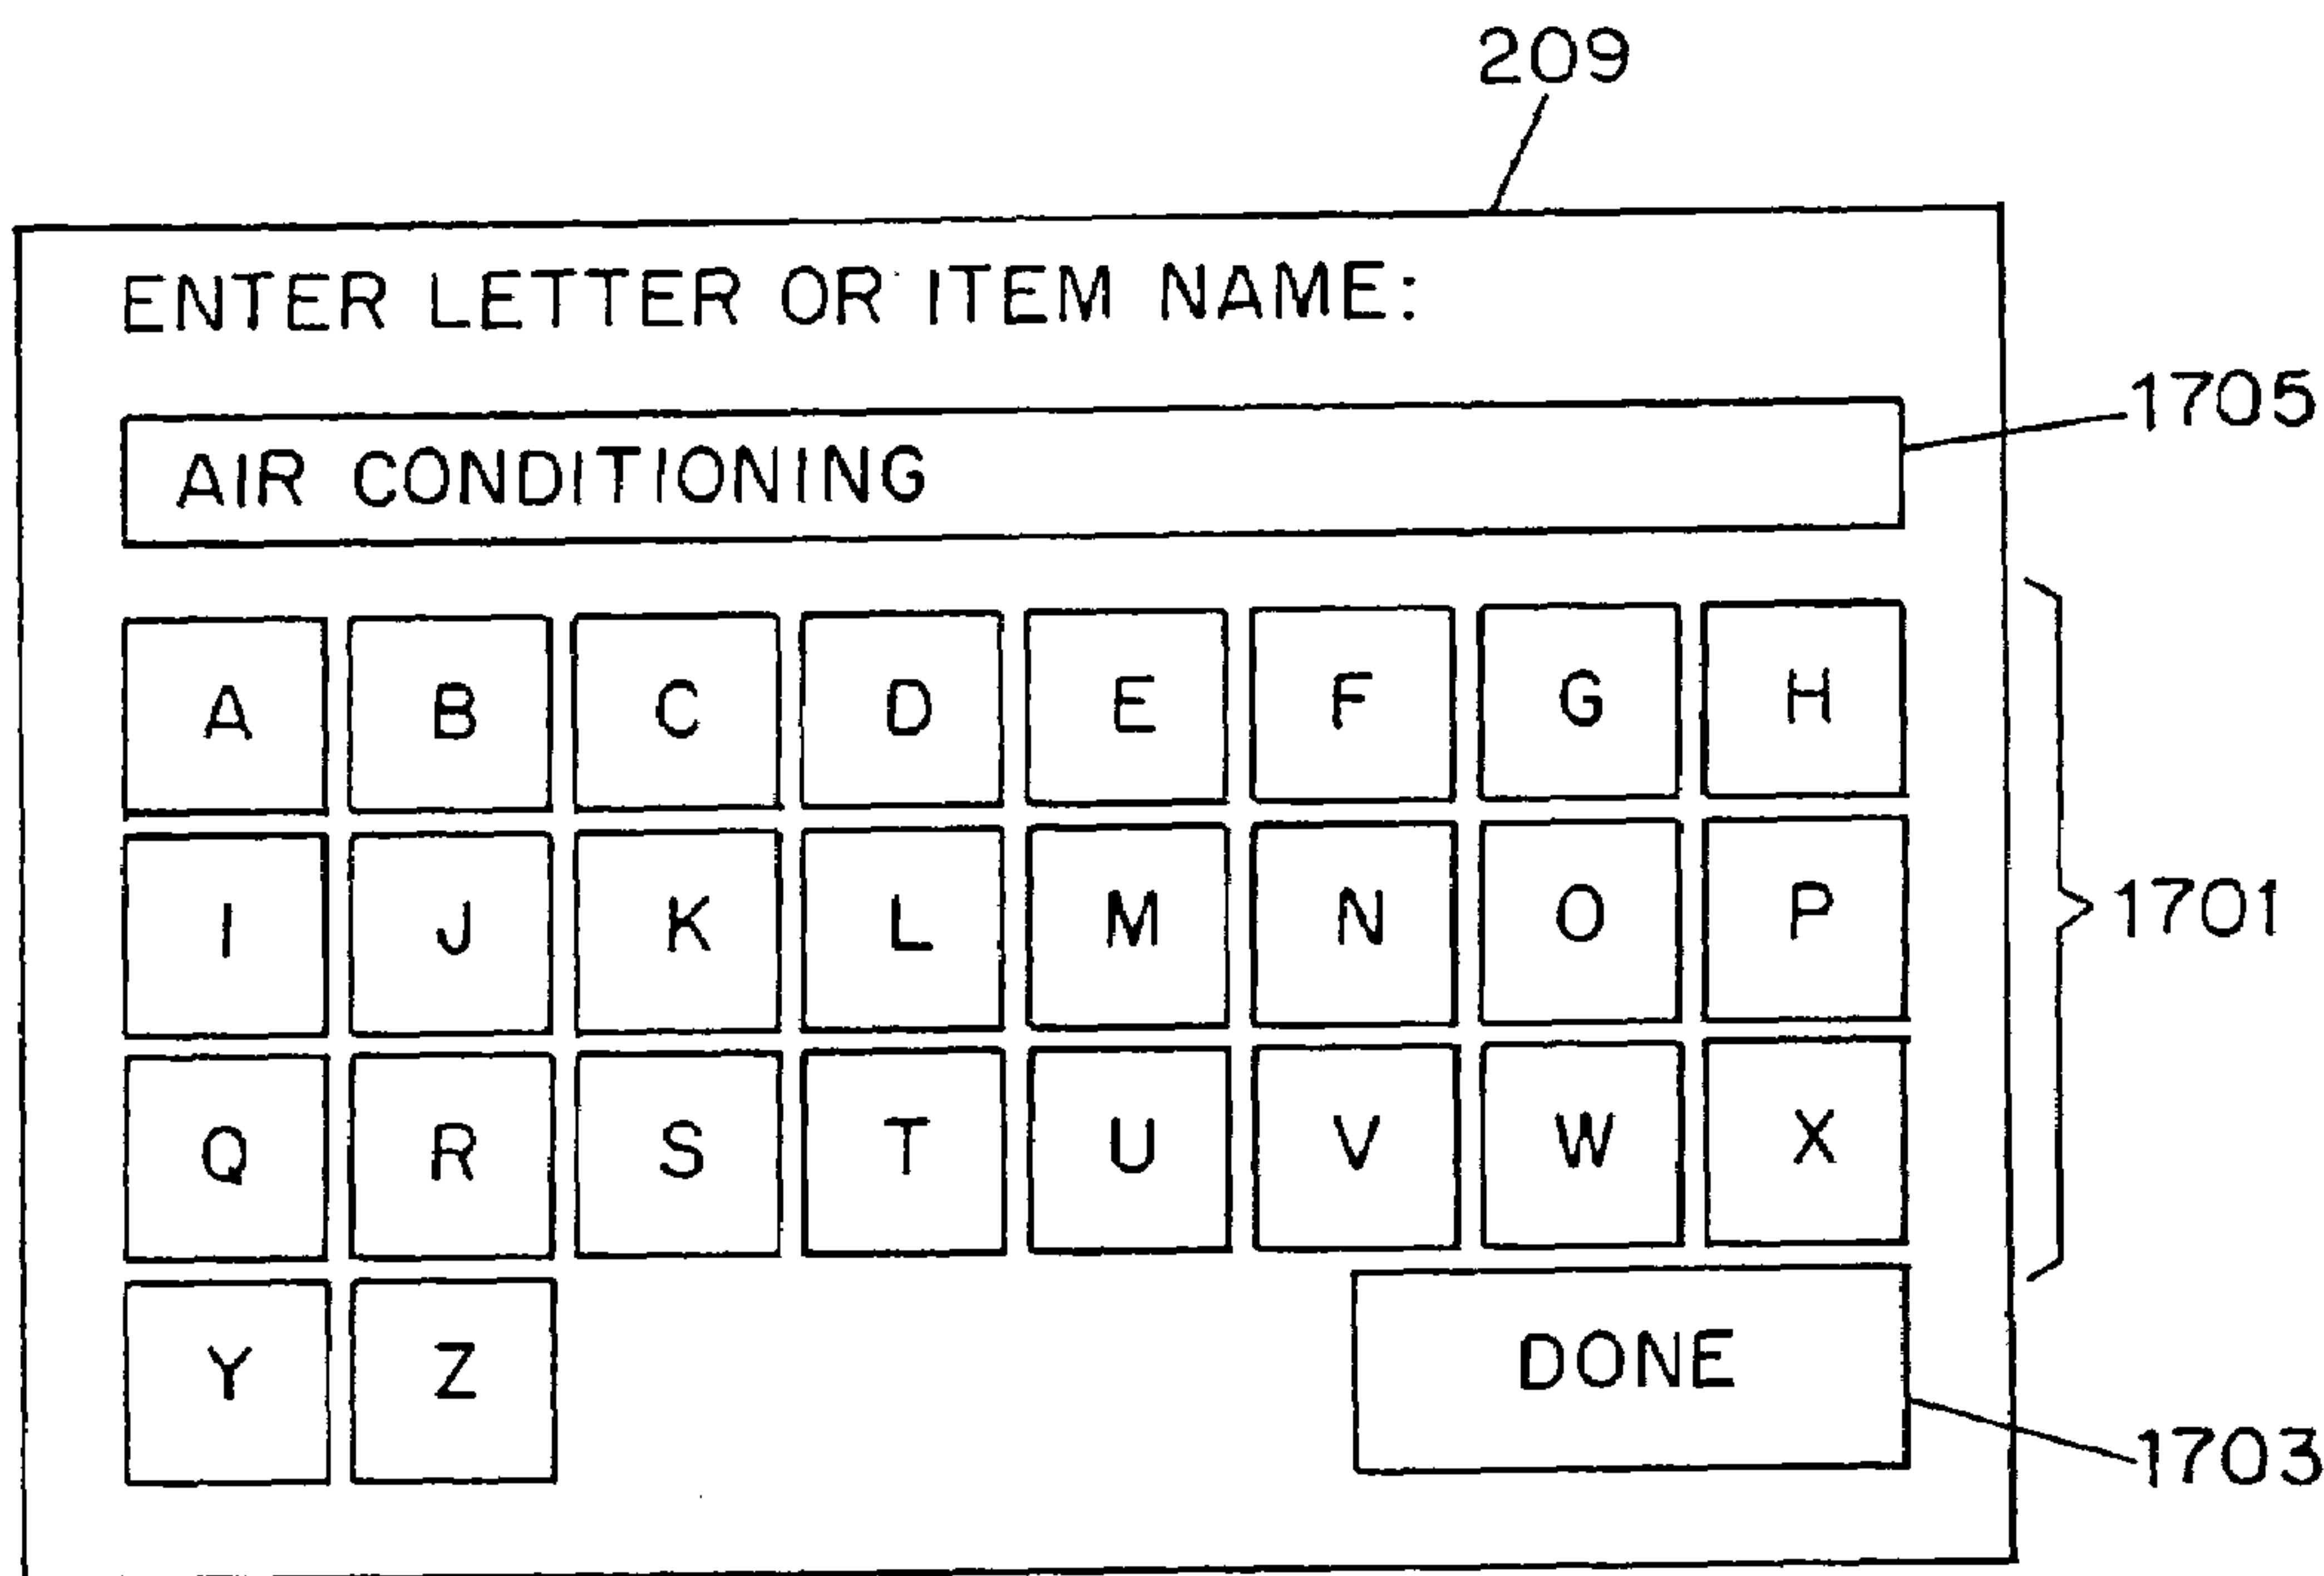 209
ENTER LETTER OR ITEM NAME:
1705
AIR CONDITIONING
A B C D E F G H
I J K L M N O P
1701
Q R S T U V W X
Y Z DONE
1703